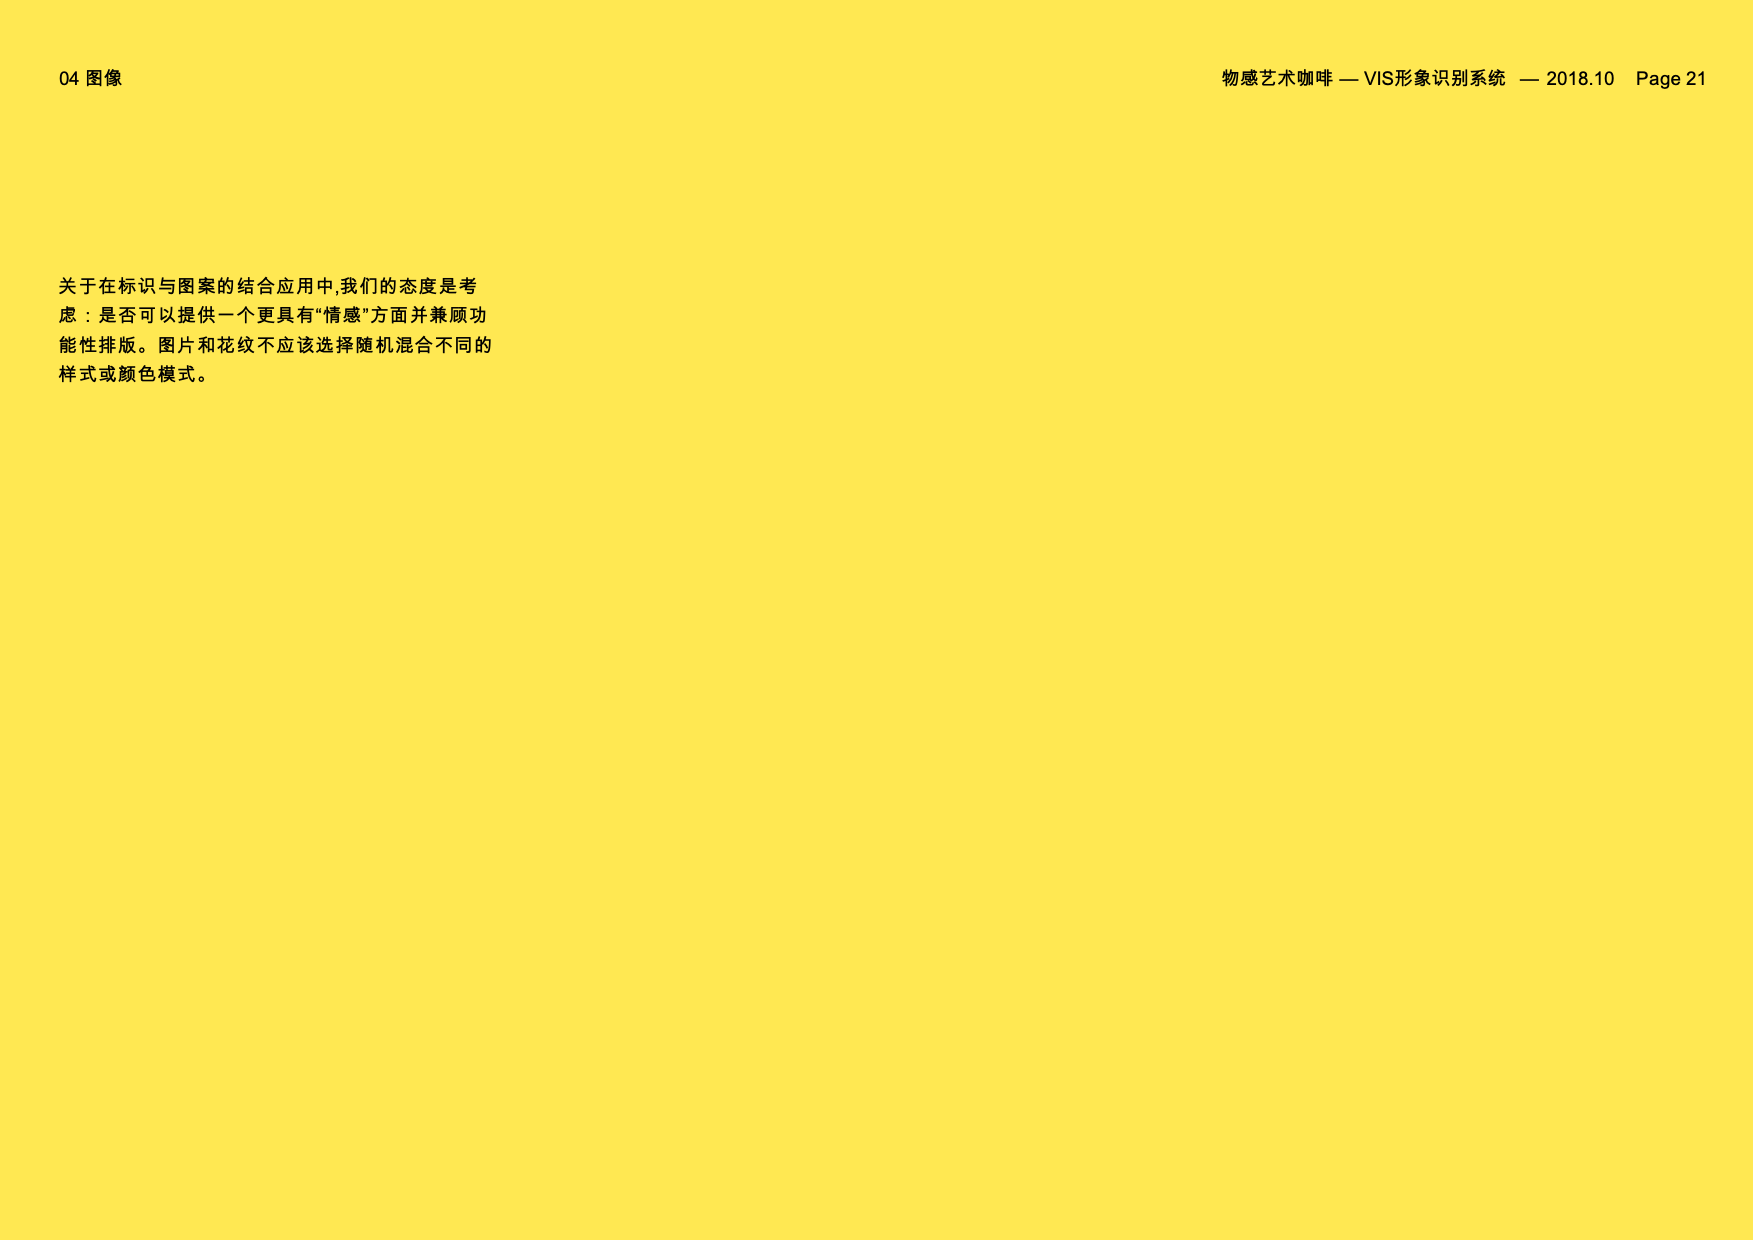 04 图像
物感艺术咖啡 — VIS形象识别系统 — 2018.10 Page 21
关于在标识与图案的结合应用中,我们的态度是考
虑：是否可以提供一个更具有“情感”方面并兼顾功
能性排版。图片和花纹不应该选择随机混合不同的
样式或颜色模式。